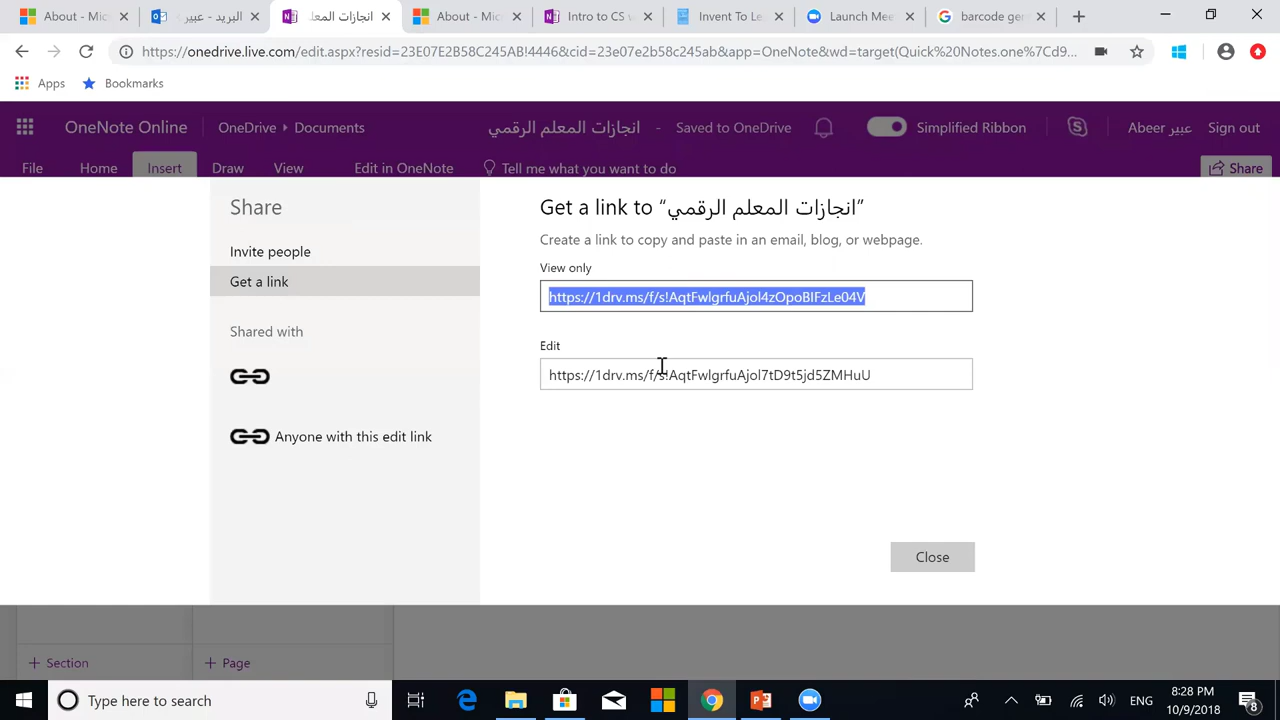 About - Mic
البريد - عبير
انجازات المعلم
About - Mic
Intro to CS v
Invent To Le
Launch Mee
barcode gen
https://onedrive.live.com/edit.aspx?resid=23E07E2B58C245AB!4446&cid=23e07e2b58c245ab&app=OneNote&wd=target(Quick%20Notes.one%7Cd9...
Apps
Bookmarks
OneNote Online
OneDrive
Documents
انجازات المعلم الرقمي
-
Saved to OneDrive
Simplified Ribbon
Abeer عبير
Sign out
File
Home
Insert
Draw
View
Edit in OneNote
Tell me what you want to do
Share
Share
Invite people
Get a link
Shared with
Anyone with this edit link
Get a link to “انجازات المعلم الرقمي”
Create a link to copy and paste in an email, blog, or webpage.
View only
https://1drv.ms/f/s!AqtFwlgrfuAjol4zOpoBlFzLe04V
Edit
https://1drv.ms/f/s!AqtFwlgrfuAjol7tD9t5jd5ZMHuU
Close
+ Section
+ Page
Type here to search
ENG
8:28 PM
10/9/2018
8